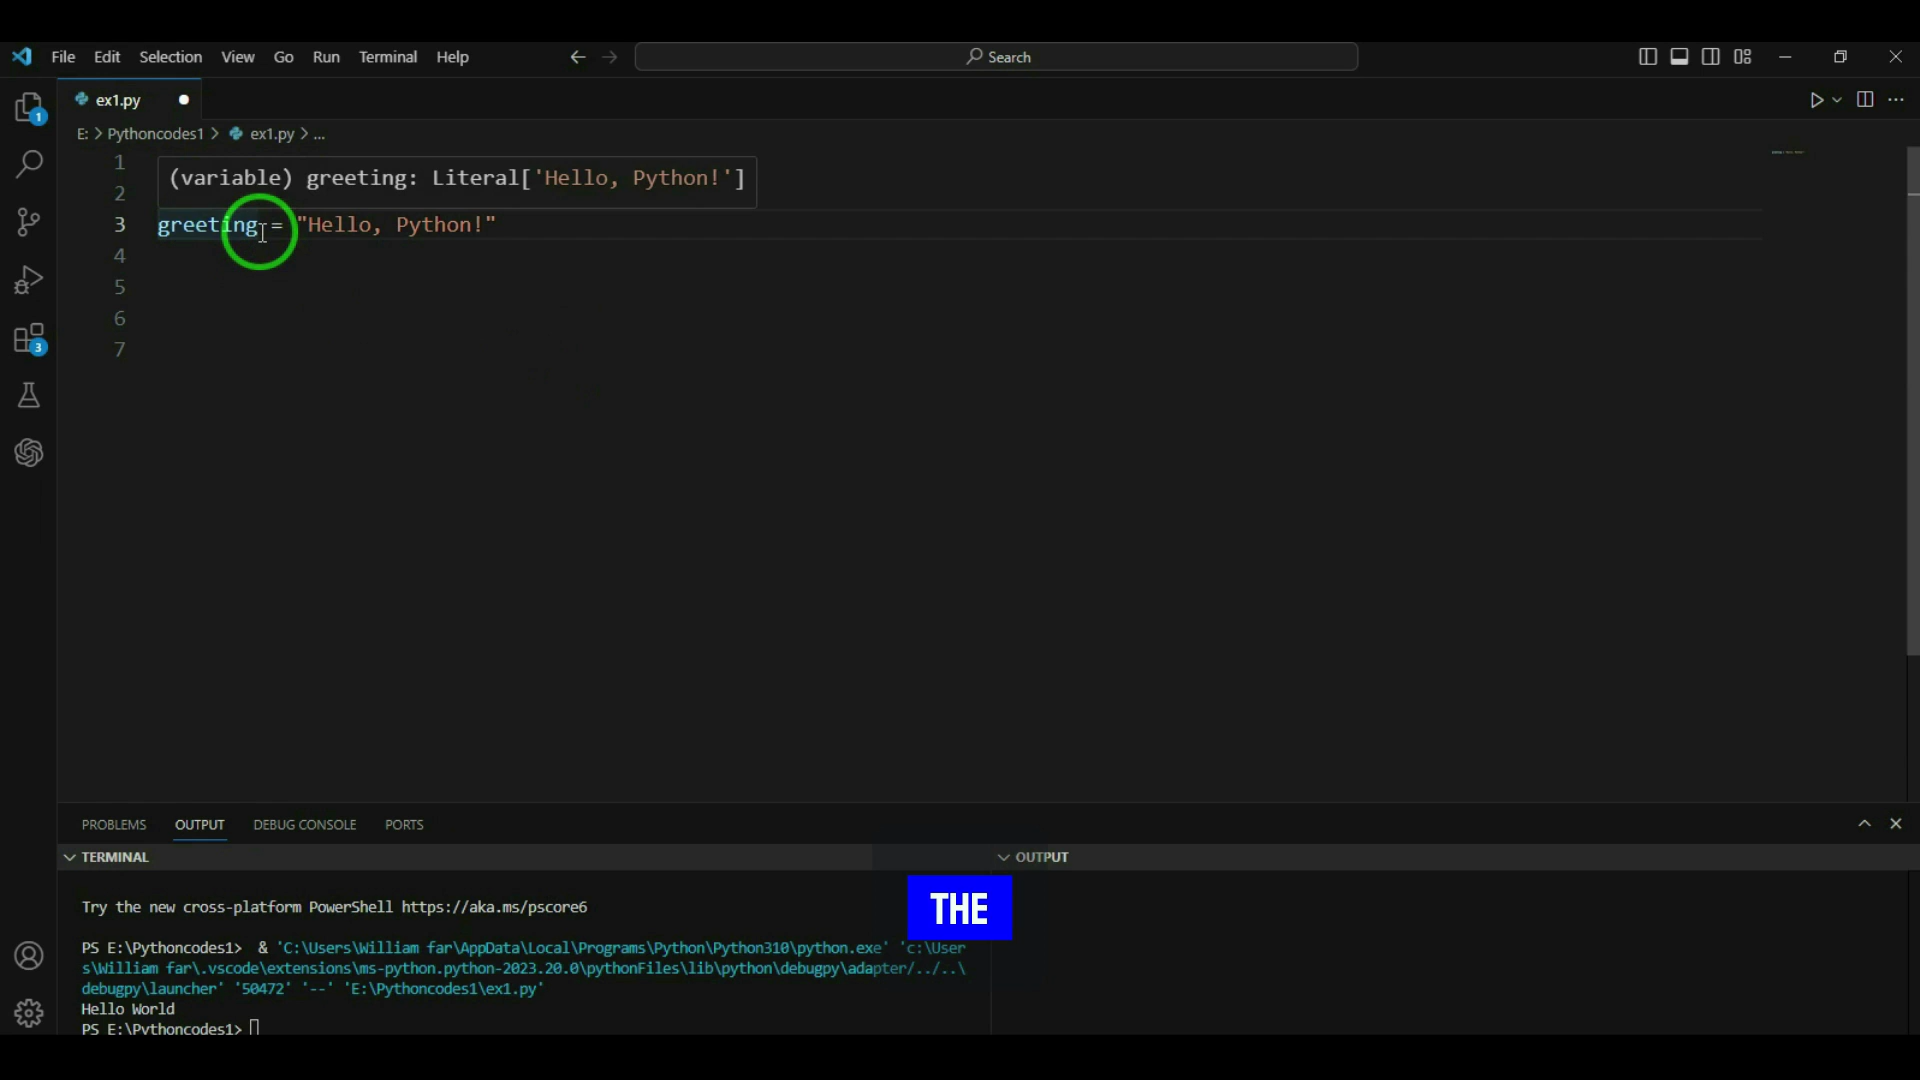 File Edit Selection View Go Run Terminal Help
Search
ex1.py
E: > Pythoncodes1 > ex1.py > ...
1
(variable) greeting: Literal['Hello, Python!']
2
3 greeting = "Hello, Python!"
4
5
6
7
1
3
PROBLEMS OUTPUT DEBUG CONSOLE PORTS
TERMINAL
OUTPUT
THE
Try the new cross-platform PowerShell https://aka.ms/pscore6
PS E:\Pythoncodes1> & 'C:\Users\William far\AppData\Local\Programs\Python\Python310\python.exe' 'c:\User
s\William far\.vscode\extensions\ms-python.python-2023.20.0\pythonFiles\lib\python\debugpy\adapter/../..\
debugpy\launcher' '50472' '--' 'E:\Pythoncodes1\ex1.py'
Hello World
PS E:\Pythoncodes1>